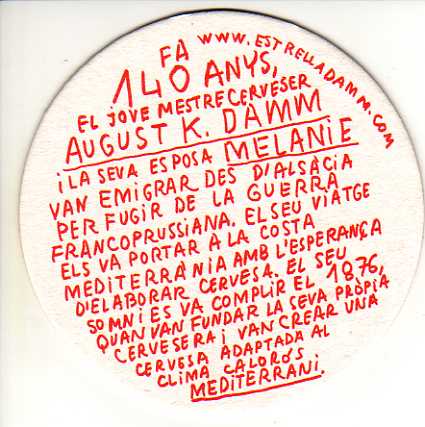 FA
WWW.ESTRELLADAMM.COM
140 ANYS,
EL JOVE MESTRE CERVESER
AUGUST K. DAMM
I LA SEVA ESPOSA MELANIE
VAN EMIGRAR DES D'ALSÀCIA
PER FUGIR DE LA GUERRA
FRANCOPRUSSIANA. EL SEU VIATGE
ELS VA PORTAR A LA COSTA
MEDITERRÀNIA AMB L'ESPERANÇA
D'ELABORAR CERVESA. EL SEU
SOMNI ES VA COMPLIR EL 1876,
QUAN VAN FUNDAR LA SEVA PRÒPIA
CERVESERA I VAN CREAR UNA
CERVESA ADAPTADA AL
CLIMA CALORÓS
MEDITERRANI.